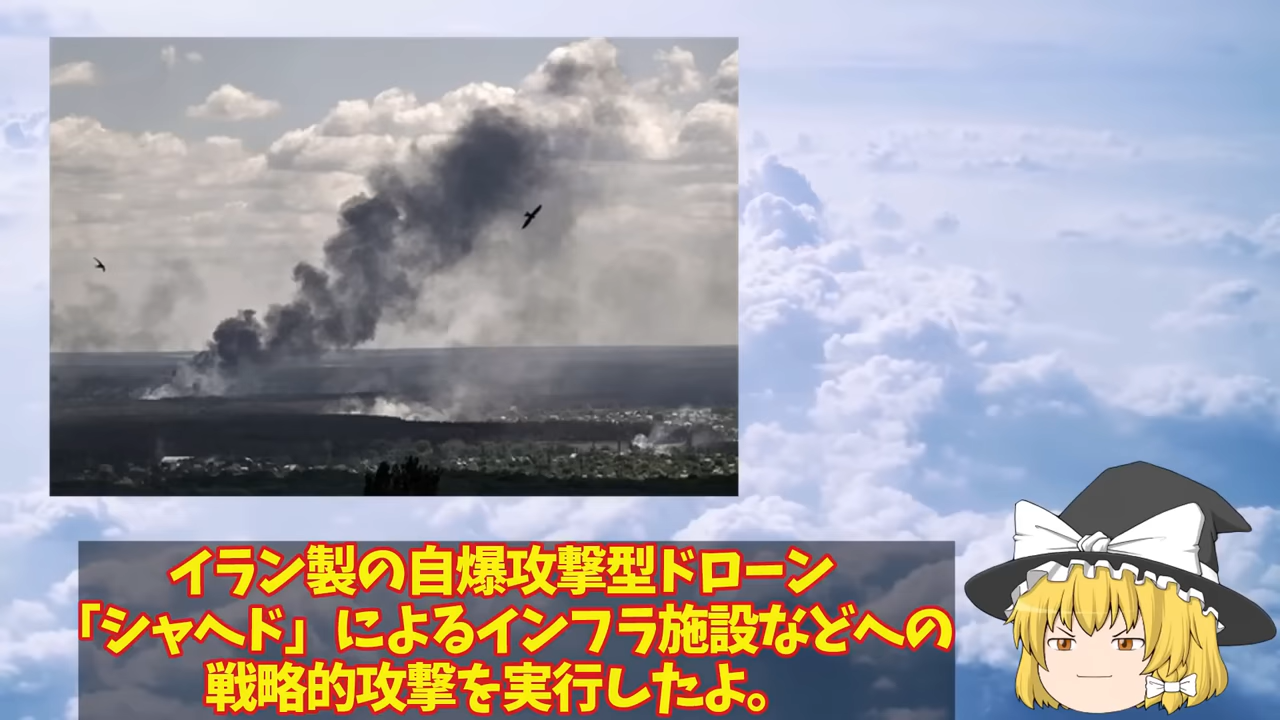 イラン製の自爆攻撃型ドローン
「シャヘド」によるインフラ施設などへの
戦略的攻撃を実行したよ。